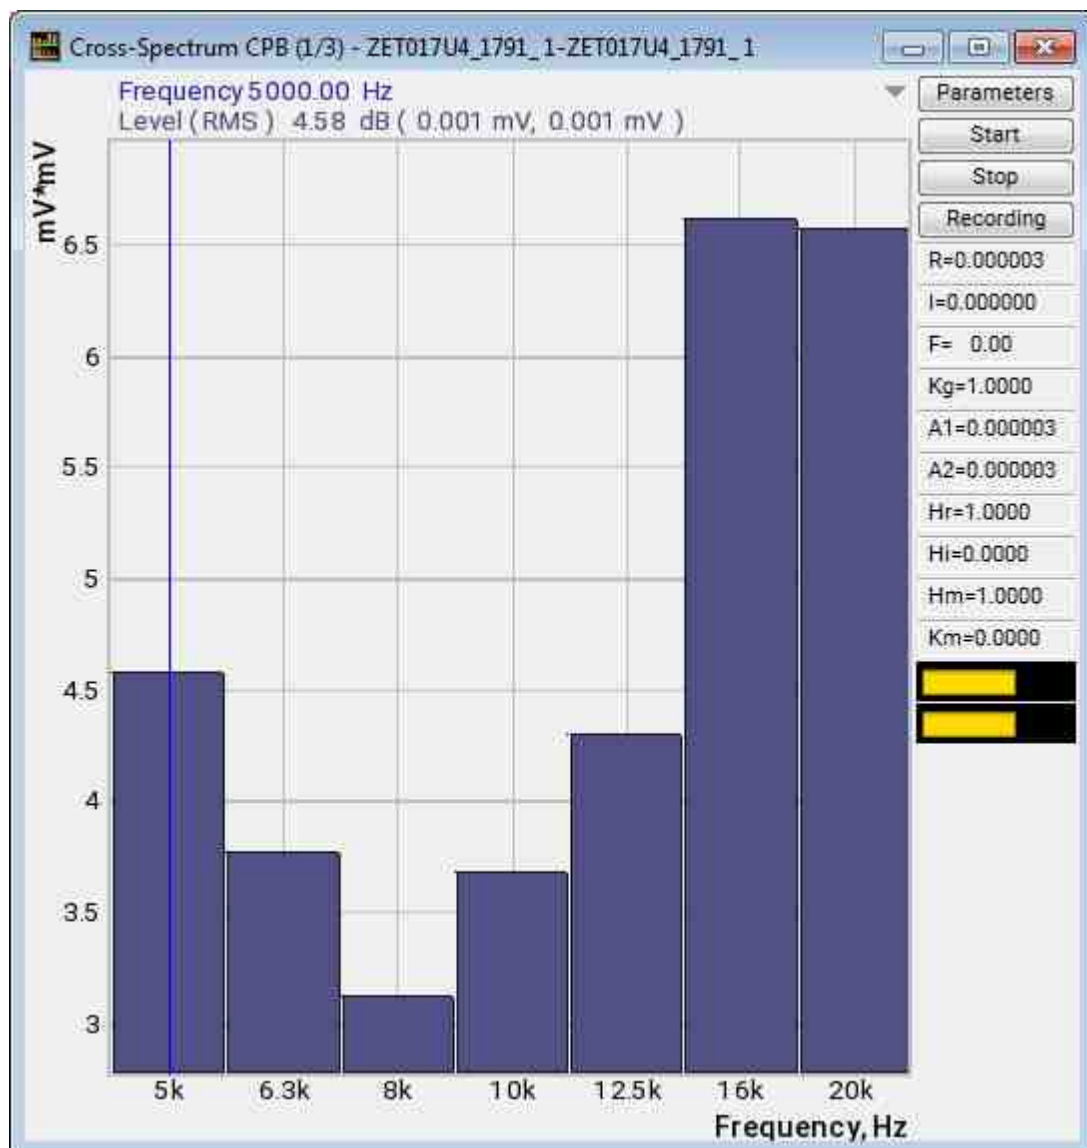 Cross-Spectrum CPB (1/3) - ZET017U4_1791_ 1-ZET017U4_1791_ 1
Frequency 5000.00 Hz
Level (RMS) 4.58 dB ( 0.001 mV, 0.001 mV )
mV*mV
6.5
6
5.5
5
4.5
4
3.5
3
5k 6.3k 8k 10k 12.5k 16k 20k
Frequency, Hz
Parameters
Start
Stop
Recording
R=0.000003
I=0.000000
F= 0.00
Kg=1.0000
A1=0.000003
A2=0.000003
Hr=1.0000
Hi=0.0000
Hm=1.0000
Km=0.0000